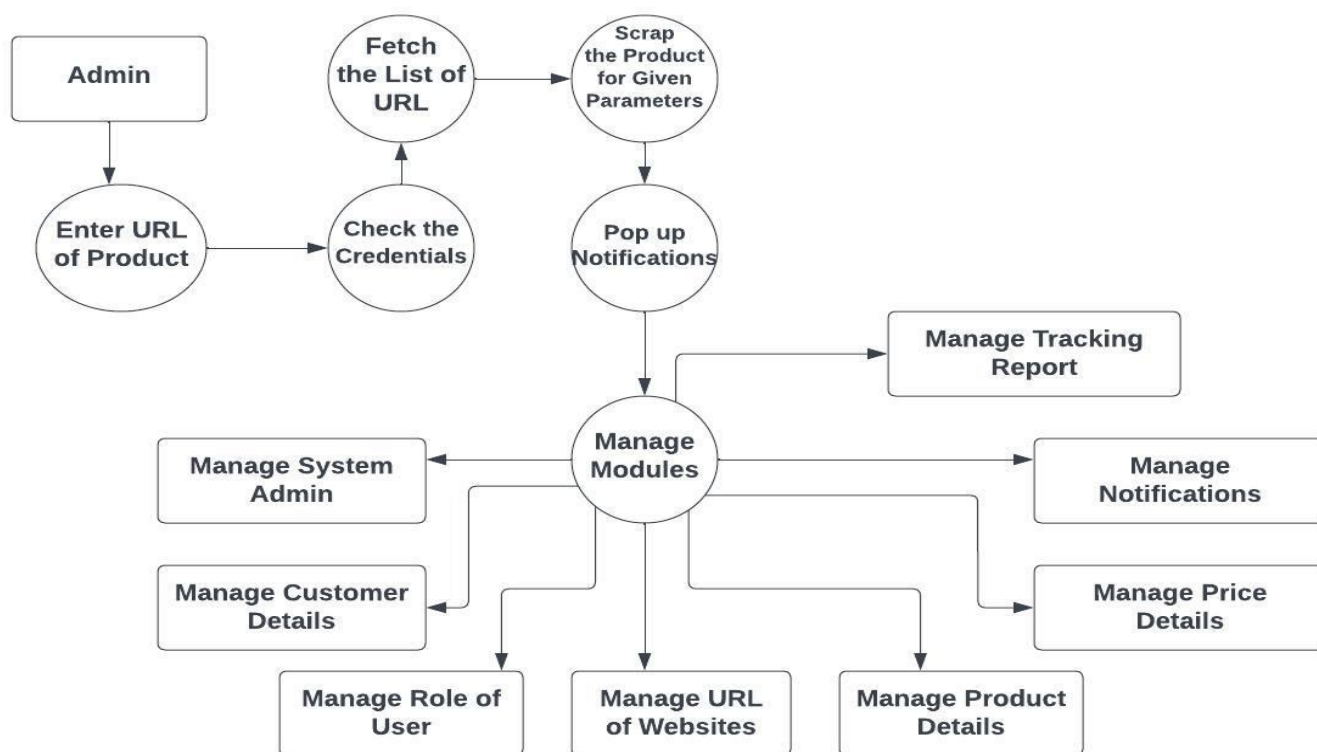 Admin
Fetch
the List of
URL
Scrap
the Product
for Given
Parameters
Enter URL
of Product
Check the
Credentials
Pop up
Notifications
Manage Tracking
Report
Manage
Modules
Manage System
Admin
Manage
Notifications
Manage Customer
Details
Manage Price
Details
Manage Role of
User
Manage URL
of Websites
Manage Product
Details